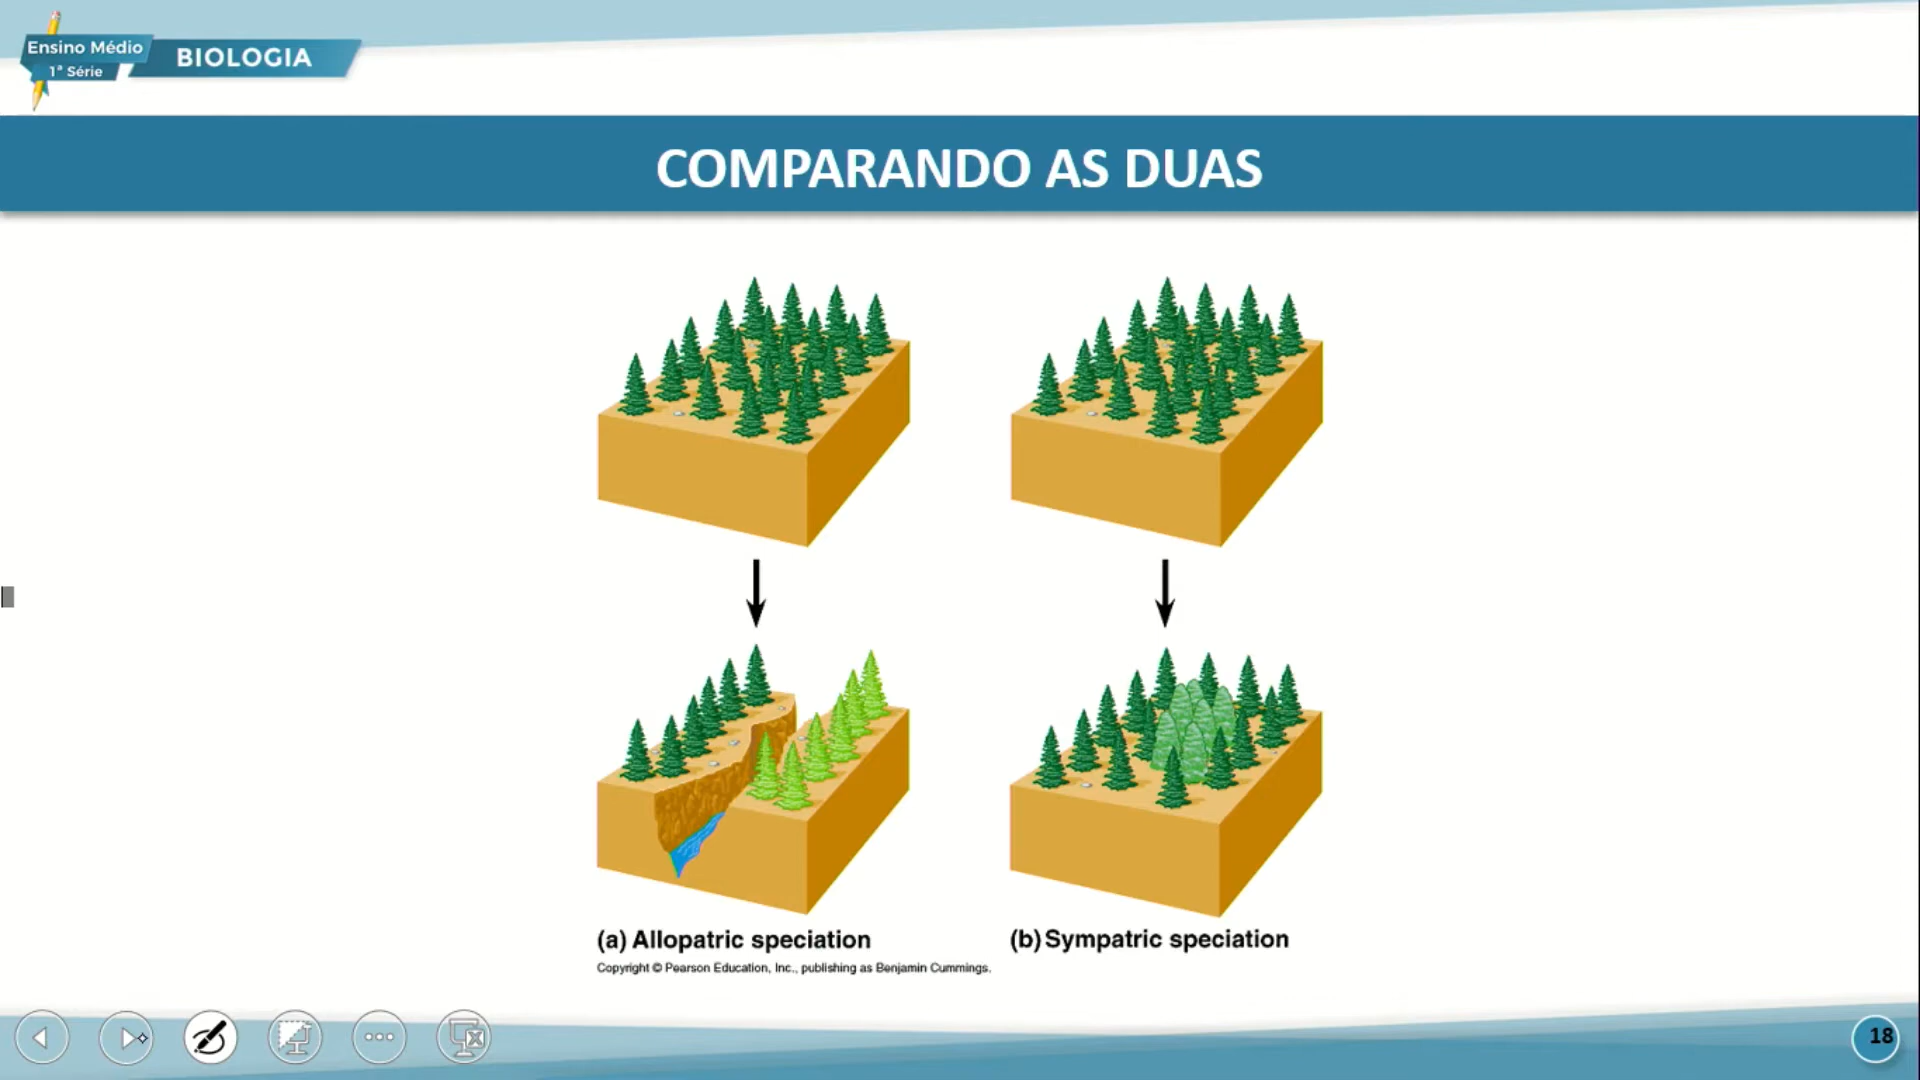 Ensino Médio
1ª Série
BIOLOGIA
COMPARANDO AS DUAS
(a) Allopatric speciation
(b) Sympatric speciation
Copyright © Pearson Education, Inc., publishing as Benjamin Cummings.
18